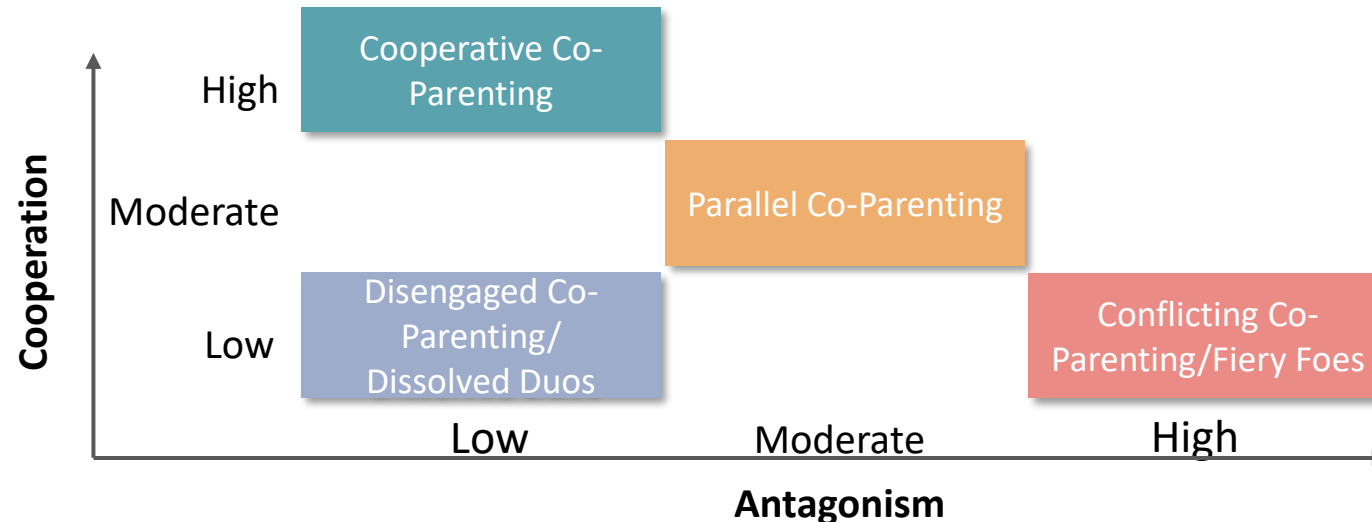 Cooperation
High
Cooperative Co-
Parenting
Moderate
Parallel Co-Parenting
Low
Disengaged Co-
Parenting/
Dissolved Duos
Conflicting Co-
Parenting/Fiery Foes
Low
Moderate
High
Antagonism